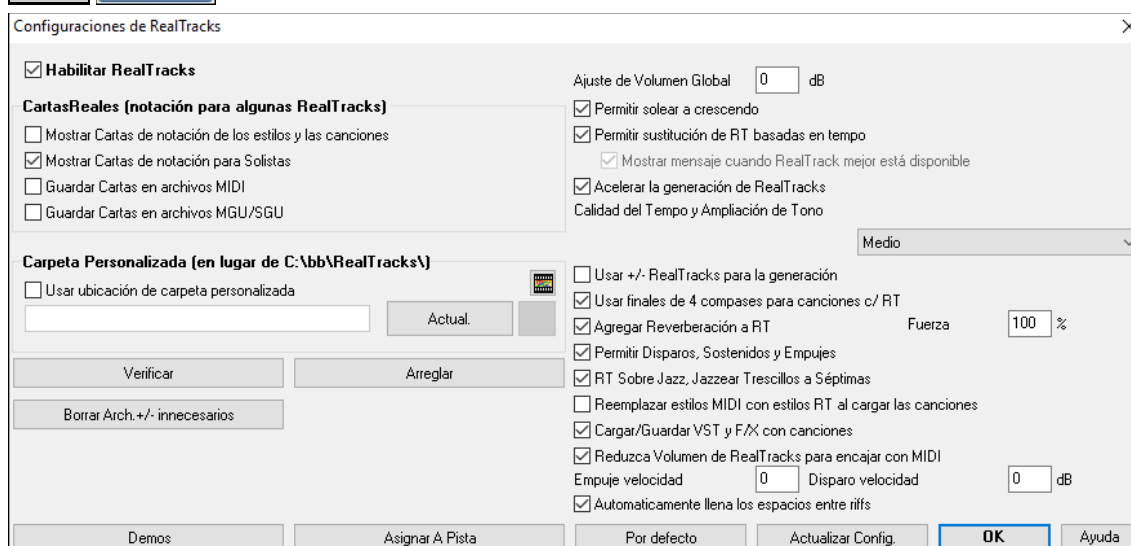 Configuraciones de RealTracks
Habilitar RealTracks
CartasReales (notación para algunas RealTracks)
Mostrar Cartas de notación de los estilos y las canciones
Mostrar Cartas de notación para Solistas
Guardar Cartas en archivos MIDI
Guardar Cartas en archivos MGU/SGU
Carpeta Personalizada (en lugar de C:\bb\RealTracks\)
Usar ubicación de carpeta personalizada
Actual.
Verificar
Arreglar
Borrar Arch.+/- innecesarios
Ajuste de Volumen Global 0 dB
Permitir solear a crescendo
Permitir sustitución de RT basadas en tempo
Mostrar mensaje cuando RealTrack mejor está disponible
Acelerar la generación de RealTracks
Calidad del Tempo y Ampliación de Tono
Medio
Usar +/- RealTracks para la generación
Usar finales de 4 compases para canciones c/ RT
Agregar Reverberación a RT Fuerza 100 %
Permitir Disparos, Sostenidos y Empujes
RT Sobre Jazz, Jazzear Trescillos a Séptimas
Reemplazar estilos MIDI con estilos RT al cargar las canciones
Cargar/Guardar VST y F/X con canciones
Reduzca Volumen de RealTracks para encajar con MIDI
Empuje velocidad 0 Disparo velocidad 0 dB
Automaticamente llena los espacios entre riffs
Demos
Asignar A Pista
Por defecto
Actualizar Config.
OK
Ayuda